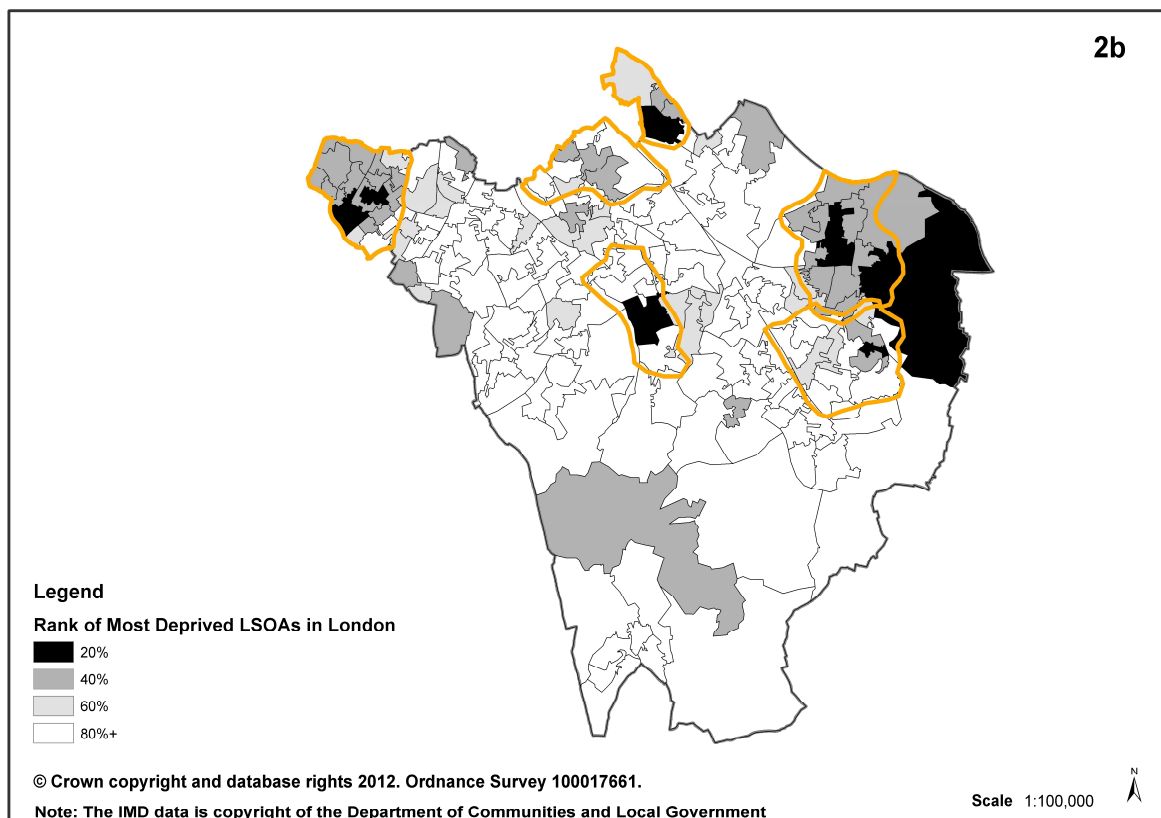 2b
Legend
Rank of Most Deprived LSOAs in London
20%
40%
60%
80%+
© Crown copyright and database rights 2012. Ordnance Survey 100017661.
Note: The IMD data is copyright of the Department of Communities and Local Government
Scale 1:100,000
N